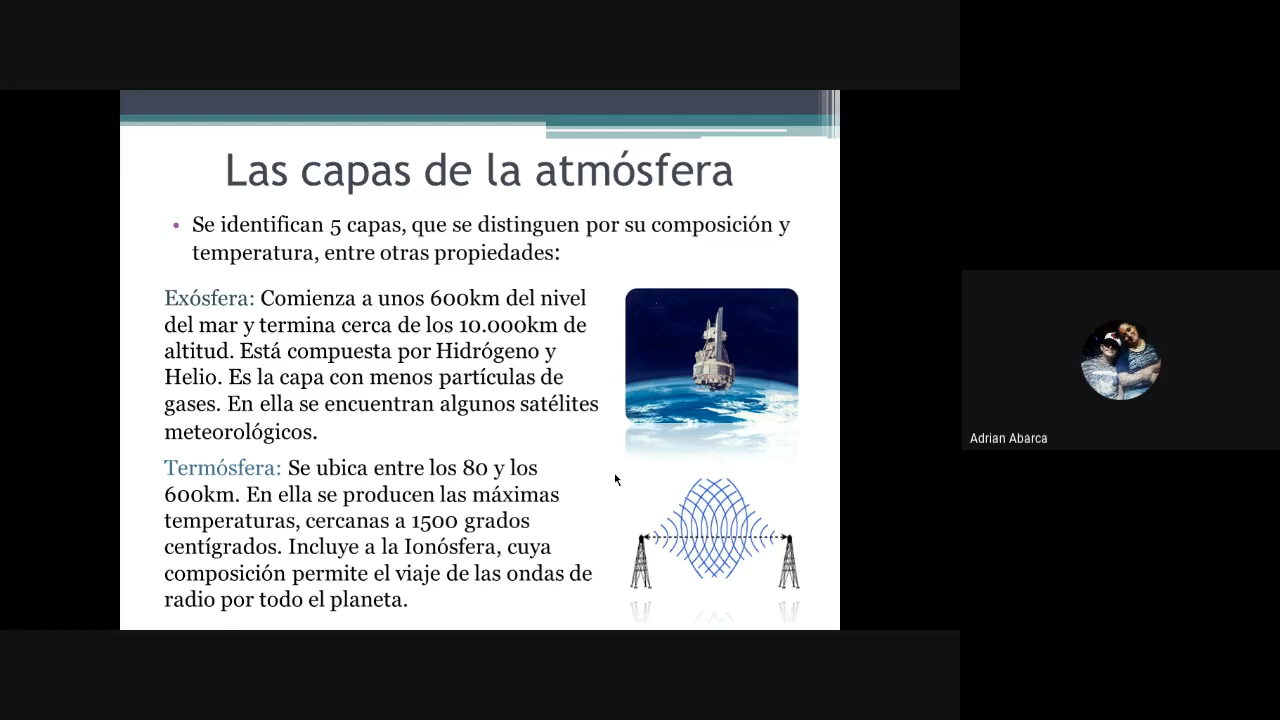 Las capas de la atmósfera
• Se identifican 5 capas, que se distinguen por su composición y
temperatura, entre otras propiedades:
Exósfera: Comienza a unos 600km del nivel
del mar y termina cerca de los 10.000km de
altitud. Está compuesta por Hidrógeno y
Helio. Es la capa con menos partículas de
gases. En ella se encuentran algunos satélites
meteorológicos.
Termósfera: Se ubica entre los 80 y los
600km. En ella se producen las máximas
temperaturas, cercanas a 1500 grados
centígrados. Incluye a la Ionósfera, cuya
composición permite el viaje de las ondas de
radio por todo el planeta.
Adrian Abarca